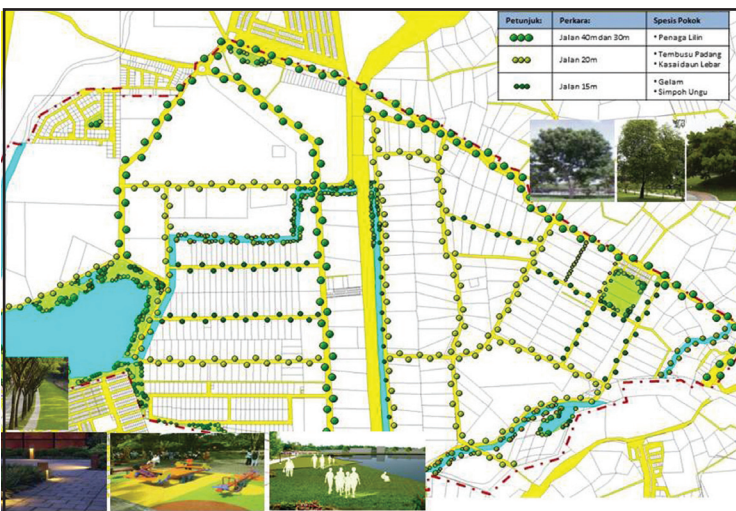 Petunjuk: Perkara: Spesis Pokok
Jalan 40m dan 30m • Penaga Lilin
Jalan 20m • Tembusu Padang
• Kasai daun Lebar
Jalan 15m • Gelam
• Simpoh Ungu